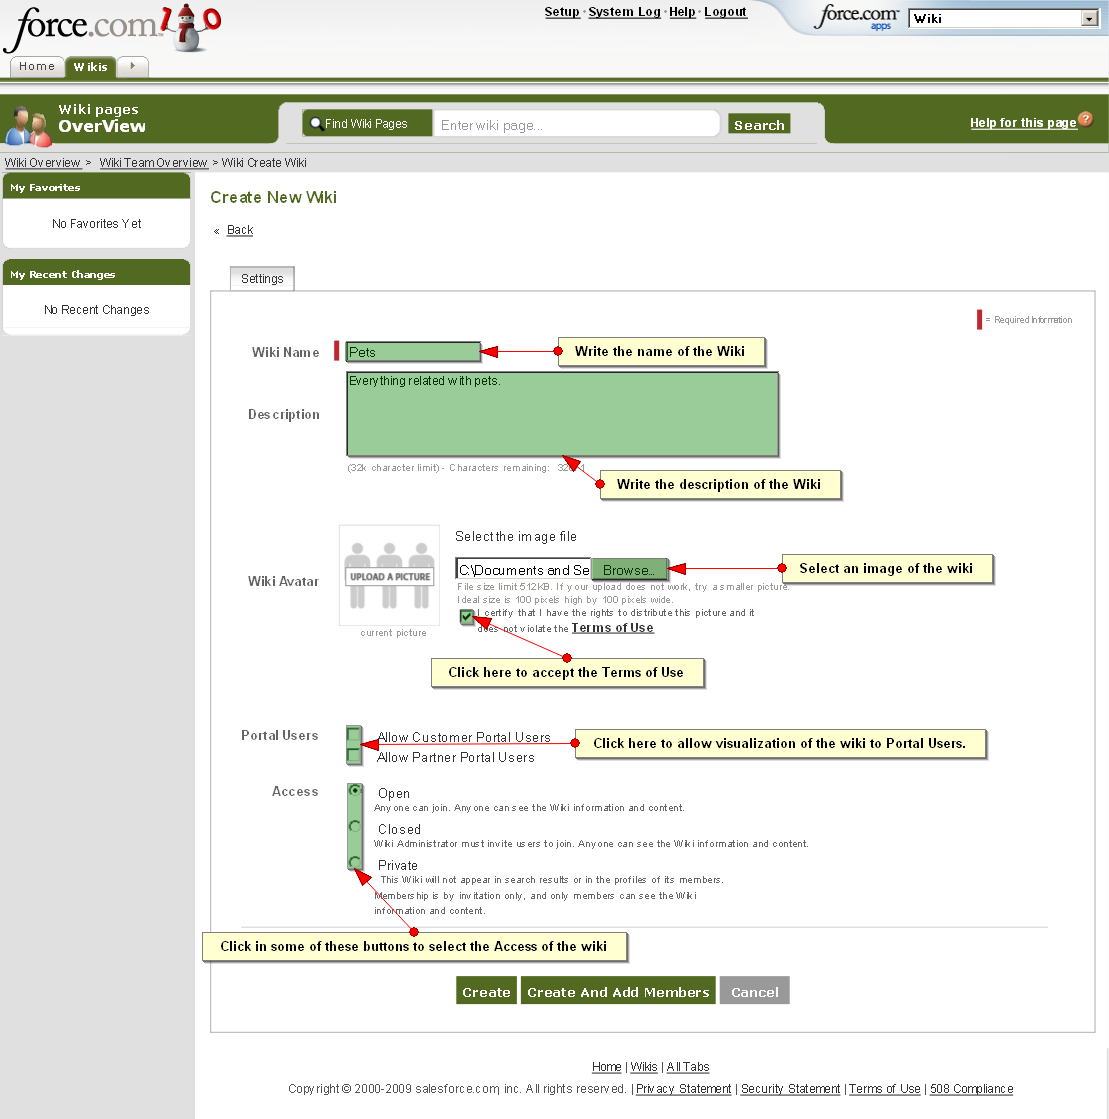 force.com
Setup · System Log · Help · Logout
force.com apps
Wiki
Home
Wikis
Wiki pages
OverView
Find Wiki Pages
Enter wiki page...
Search
Help for this page
?
Wiki Overview > Wiki Team Overview > Wiki Create Wiki
My Favorites
No Favorites Yet
My Recent Changes
No Recent Changes
Create New Wiki
« Back
Settings
= Required Information
Wiki Name
Pets
Write the name of the Wiki
Description
Everything related with pets.
(32k character limit) - Characters remaining:
Write the description of the Wiki
Wiki Avatar
UPLOAD A PICTURE
current picture
Select the image file
C:\Documents and Se
Browse...
Select an image of the wiki
File size limit 512KB. If your upload does not work, try a smaller picture.
Ideal size is 100 pixels high by 100 pixels wide.
I certify that I have the rights to distribute this picture and it
does not violate the Terms of Use
Click here to accept the Terms of Use
Portal Users
Allow Customer Portal Users
Allow Partner Portal Users
Click here to allow visualization of the wiki to Portal Users.
Access
Open
Anyone can join. Anyone can see the Wiki information and content.
Closed
Wiki Administrator must invite users to join. Anyone can see the Wiki information and content.
Private
This Wiki will not appear in search results or in the profiles of its members.
Membership is by invitation only, and only members can see the Wiki
information and content.
Click in some of these buttons to select the Access of the wiki
Create
Create And Add Members
Cancel
Home | Wikis | All Tabs
Copyright © 2000-2009 salesforce.com, inc. All rights reserved. | Privacy Statement | Security Statement | Terms of Use | 508 Compliance